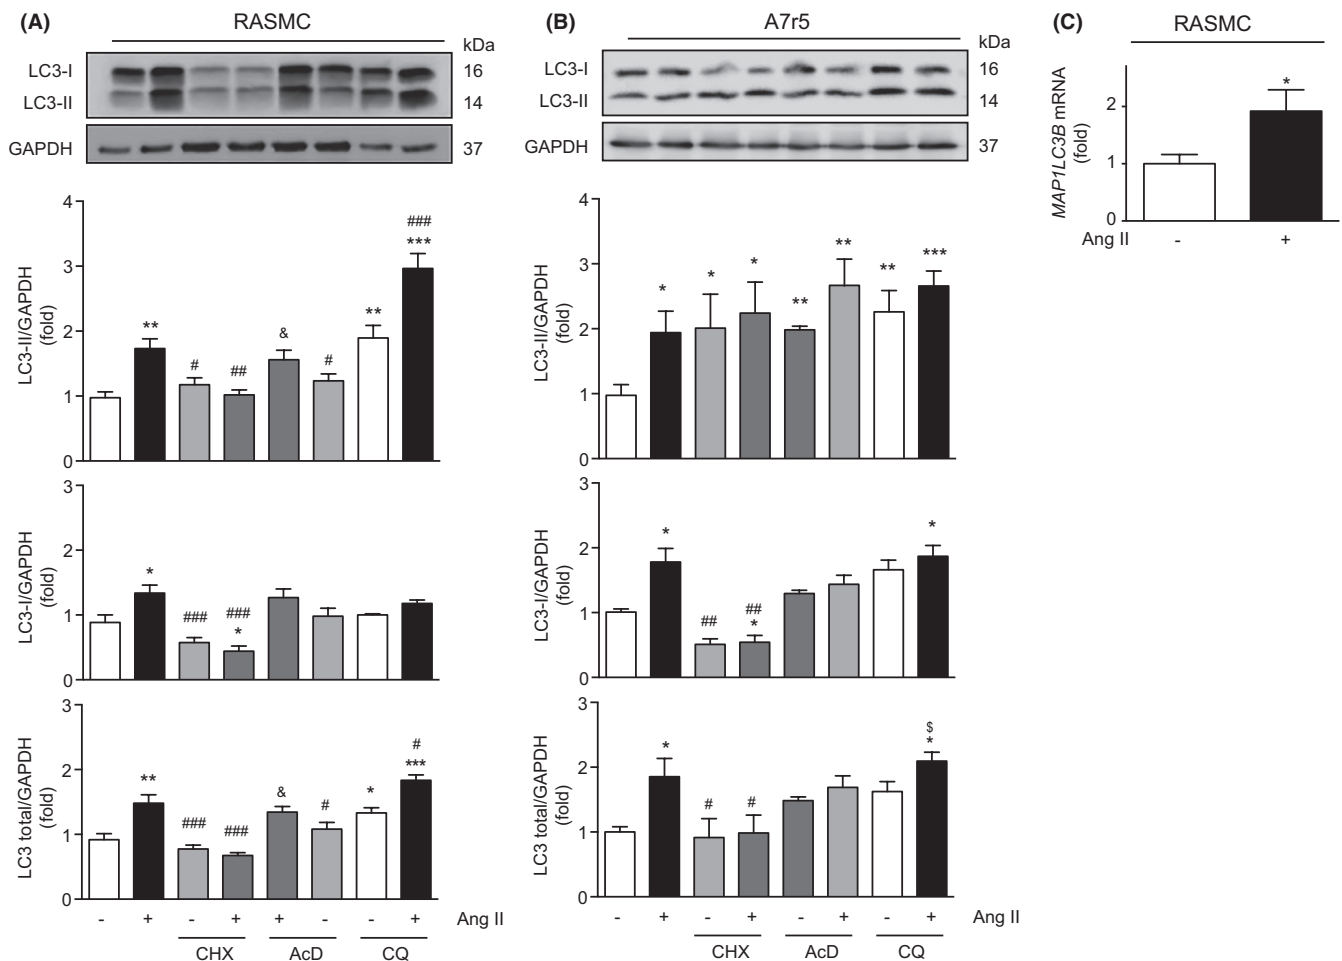 (A)
RASMC
kDa
LC3-I
16
LC3-II
14
GAPDH
37
4
3
2
1
0
LC3-II/GAPDH
(fold)
**
#
##
&
#
**
###
***
3
2
1
0
LC3-I/GAPDH
(fold)
*
###
###
*
3
2
1
0
LC3 total/GAPDH
(fold)
**
###
###
&
#
*
#
***
- + - + + - - + Ang II
CHX AcD CQ
(B)
A7r5
kDa
LC3-I
16
LC3-II
14
GAPDH
37
4
3
2
1
0
LC3-II/GAPDH
(fold)
*
*
*
**
**
**
***
3
2
1
0
LC3-I/GAPDH
(fold)
*
##
##
*
*
3
2
1
0
LC3 total/GAPDH
(fold)
*
#
#
$
*
- + - + - + - + Ang II
CHX AcD CQ
(C)
RASMC
MAP1LC3B mRNA
(fold)
2
1
0
*
Ang II - +